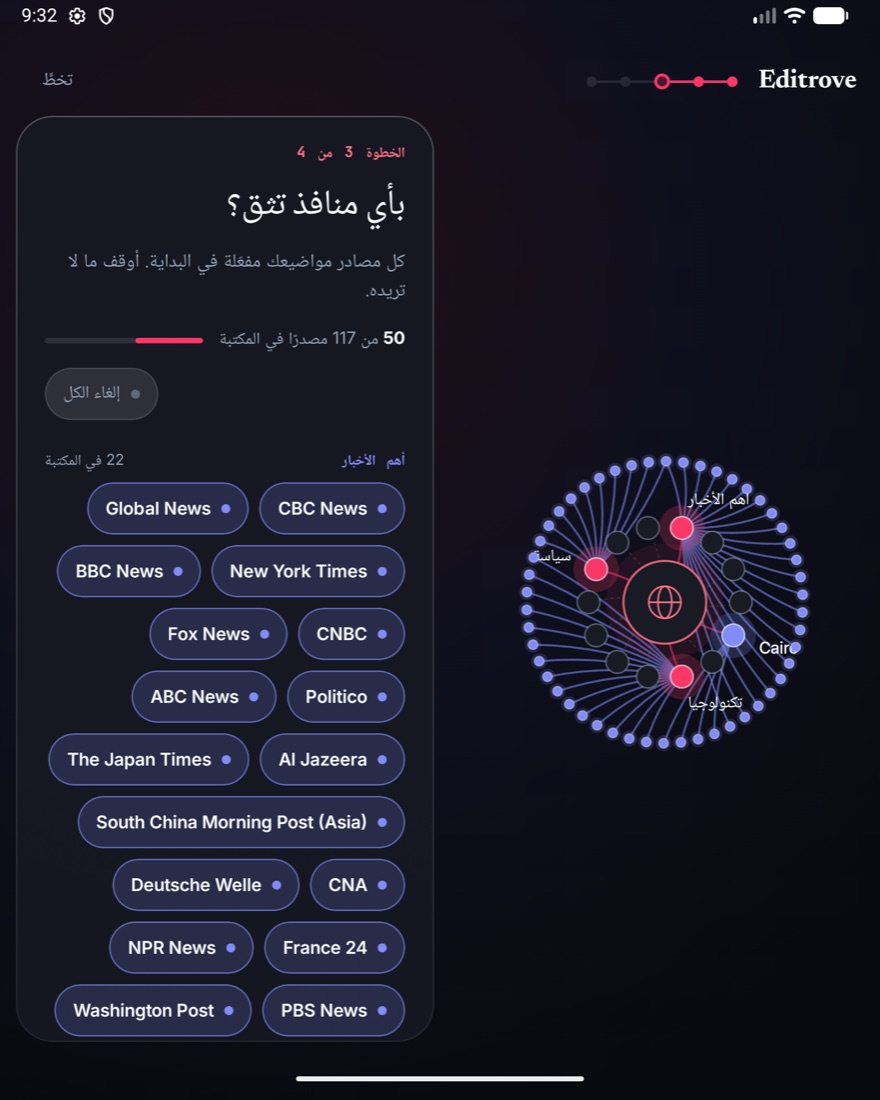 9:32
Editrove
تخطَّ
الخطوة 3 من 4
بأي منافذ تثق؟
كل مصادر مواضيعك مفعّلة في البداية. أوقف ما لا
تريده.
50 من 117 مصدرًا في المكتبة
إلغاء الكل
أهم الأخبار
22 في المكتبة
CBC News
Global News
New York Times
BBC News
CNBC
Fox News
Politico
ABC News
Al Jazeera
The Japan Times
South China Morning Post (Asia)
CNA
Deutsche Welle
France 24
NPR News
PBS News
Washington Post
أهم الأخبار
سياسة
Cairo
تكنولوجيا